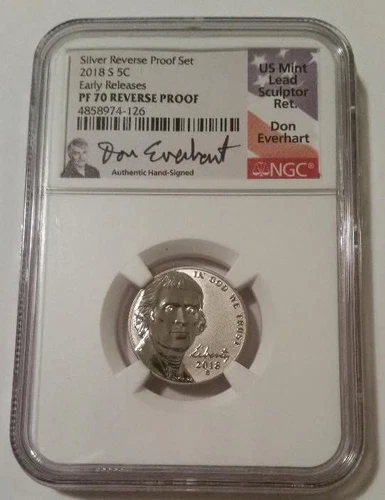 Silver Reverse Proof Set
2018 S 5C
Early Releases
PF 70 REVERSE PROOF
4858974-126
Don Everhart
Authentic Hand-Signed
US Mint
Lead
Sculptor
Ret.
Don
Everhart
NGC®
IN GOD WE TRUST
Liberty
2018
S